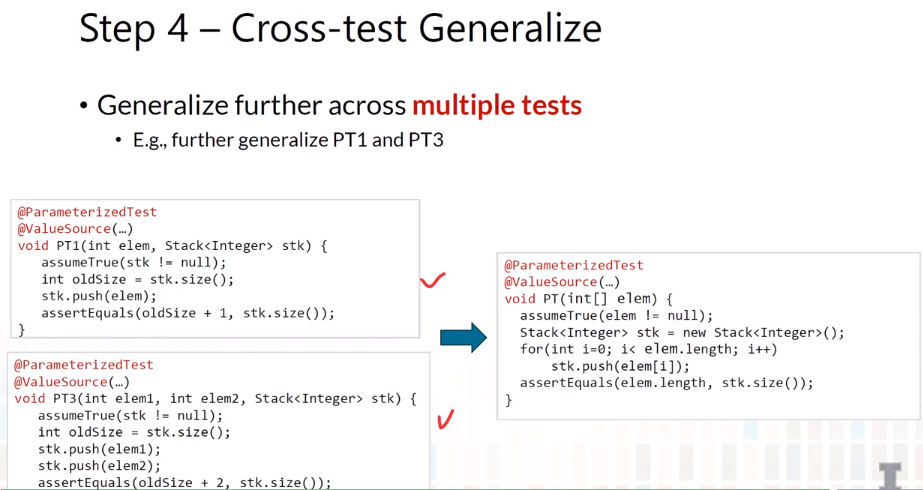 Step 4 – Cross-test Generalize
• Generalize further across multiple tests
• E.g., further generalize PT1 and PT3
@ParameterizedTest
@ValueSource(…)
void PT1(int elem, Stack<Integer> stk) {
assumeTrue(stk != null);
int oldSize = stk.size();
stk.push(elem);
assertEquals(oldSize + 1, stk.size());
}
@ParameterizedTest
@ValueSource(…)
void PT3(int elem1, int elem2, Stack<Integer> stk) {
assumeTrue(stk != null);
int oldSize = stk.size();
stk.push(elem1);
stk.push(elem2);
assertEquals(oldSize + 2, stk.size());
@ParameterizedTest
@ValueSource(…)
void PT(int[] elem) {
assumeTrue(elem != null);
Stack<Integer> stk = new Stack<Integer>();
for(int i=0; i< elem.length; i++)
stk.push(elem[i]);
assertEquals(elem.length, stk.size());
}
I